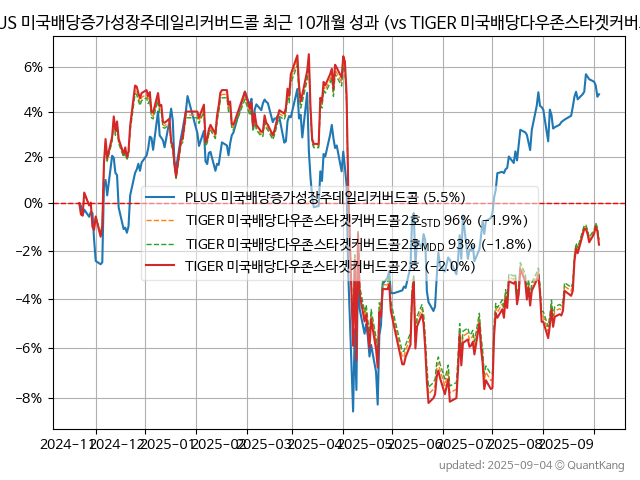 US 미국배당증가성장주데일리커버드콜 최근 10개월 성과 (vs TIGER 미국배당다우존스타겟커버
6%
4%
2%
0%
−2%
−4%
−6%
−8%
PLUS 미국배당증가성장주데일리커버드콜 (5.5%)
TIGER 미국배당다우존스타겟커버드콜2호STD 96% (−1.9%)
TIGER 미국배당다우존스타겟커버드콜2호MDD 93% (−1.8%)
TIGER 미국배당다우존스타겟커버드콜2호 (−2.0%)
2024-11 2024-12 2025-01 2025-02 2025-03 2025-04 2025-05 2025-06 2025-07 2025-08 2025-09
updated: 2025-09-04 © QuantKang